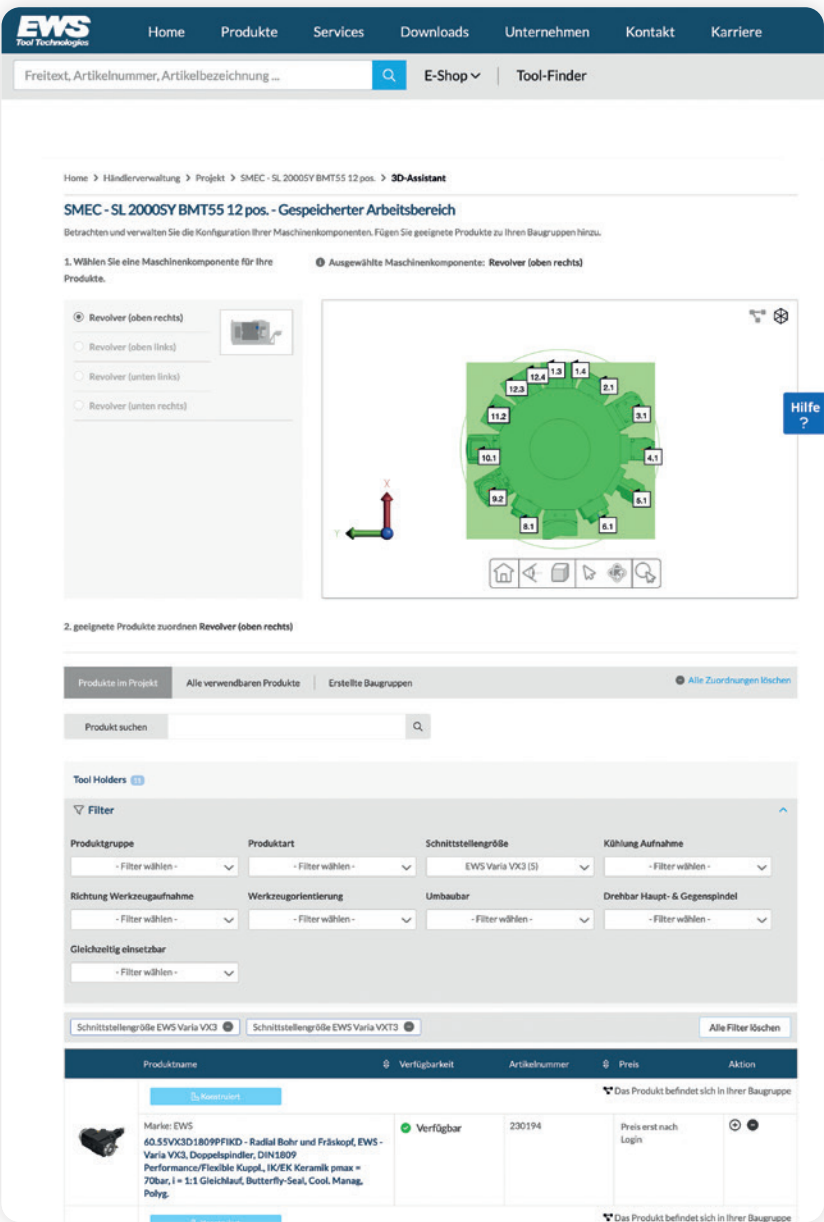 EWS
Tool Technologies
Home Produkte Services Downloads Unternehmen Kontakt Karriere
Freitext, Artikelnummer, Artikelbezeichnung ...
E-Shop Tool-Finder
Home > Händlerverwaltung > Projekt > SMEC - SL 2000SY BMT55 12 pos. > 3D-Assistant
SMEC - SL 2000SY BMT55 12 pos. - Gespeicherter Arbeitsbereich
Betrachten und verwalten Sie die Konfiguration Ihrer Maschinenkomponenten. Fügen Sie geeignete Produkte zu Ihren Baugruppen hinzu.
1. Wählen Sie eine Maschinenkomponente für Ihre
Produkte.
Ausgewählte Maschinenkomponente: Revolver (oben rechts)
Revolver (oben rechts)
Revolver (oben links)
Revolver (unten links)
Revolver (unten rechts)
12.3
12.4
1.3
1.4
2.1
11.2
3.1
10.1
4.1
9.2
5.1
8.1
6.1
X
Y
Hilfe
?
2. geeignete Produkte zuordnen Revolver (oben rechts)
Produkte im Projekt Alle verwendbaren Produkte Erstellte Baugruppen
Alle Zuordnungen löschen
Produkt suchen
Tool Holders
Filter
Produktgruppe Produktart Schnittstellengröße Kühlung Aufnahme
- Filter wählen - - Filter wählen - EWS Varia VX3 (5) - Filter wählen -
Richtung Werkzeugaufnahme Werkzeugorientierung Umbaubar Drehbar Haupt- & Gegenspindel
- Filter wählen - - Filter wählen - - Filter wählen - - Filter wählen -
Gleichzeitig einsetzbar
- Filter wählen -
Schnittstellengröße EWS Varia VX3 Schnittstellengröße EWS Varia VXT3
Alle Filter löschen
Produktname Verfügbarkeit Artikelnummer Preis Aktion
Konstruiert
Das Produkt befindet sich in Ihrer Baugruppe
Marke: EWS
60.55VX3D1809PFIKD - Radial Bohr und Fräskopf, EWS -
Varia VX3, Doppelspindler, DIN1809
Performance/Flexible Kuppl., IK/EK Keramik pmax =
70bar, i = 1:1 Gleichlauf, Butterfly-Seal, Cool. Manag,
Polyg.
Verfügbar
230194
Preis erst nach
Login
Das Produkt befindet sich in Ihrer Baugruppe